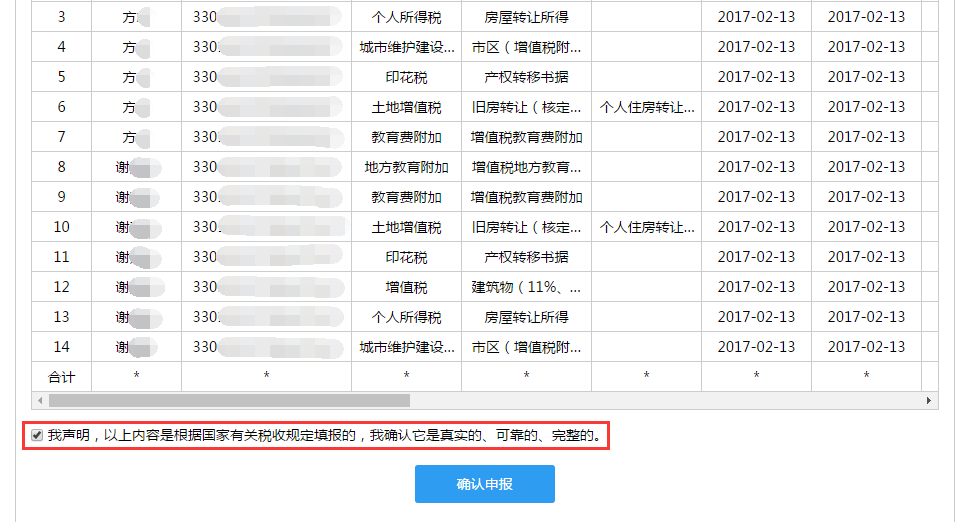 3 方 330 个人所得税 房屋转让所得 2017-02-13 2017-02-13
4 方 330 城市维护建设... 市区（增值税附... 2017-02-13 2017-02-13
5 方 330 印花税 产权转移书据 2017-02-13 2017-02-13
6 方 330 土地增值税 旧房转让（核定... 个人住房转让... 2017-02-13 2017-02-13
7 方 330 教育费附加 增值税教育费附加 2017-02-13 2017-02-13
8 谢 330 地方教育附加 增值税地方教育... 2017-02-13 2017-02-13
9 谢 330 教育费附加 增值税教育费附加 2017-02-13 2017-02-13
10 谢 330 土地增值税 旧房转让（核定... 个人住房转让... 2017-02-13 2017-02-13
11 谢 330 印花税 产权转移书据 2017-02-13 2017-02-13
12 谢 330 增值税 建筑物（11%、... 2017-02-13 2017-02-13
13 谢 330 个人所得税 房屋转让所得 2017-02-13 2017-02-13
14 谢 330 城市维护建设... 市区（增值税附... 2017-02-13 2017-02-13
合计 * * * * * * *
我声明，以上内容是根据国家有关税收规定填报的，我确认它是真实的、可靠的、完整的。
确认申报